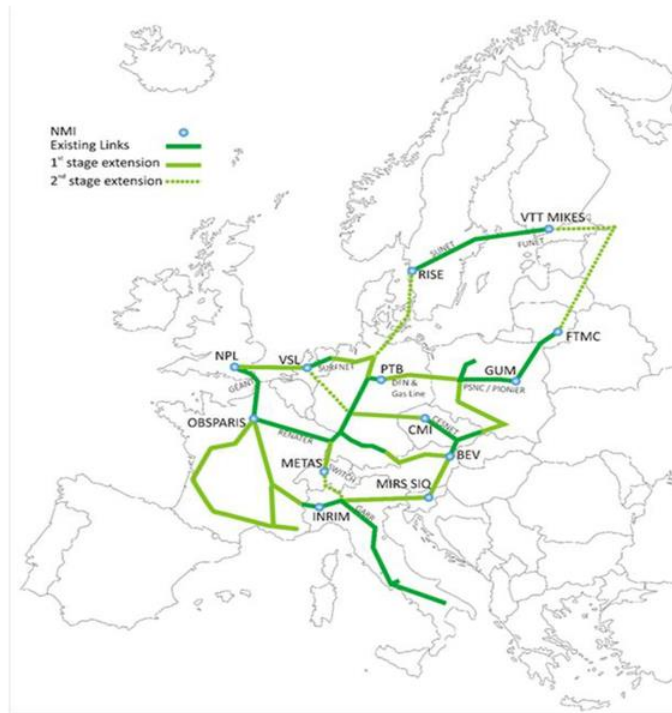 NMI
Existing Links
1st stage extension
2nd stage extension
VTT MIKES
SUNET
FUNET
RISE
FTMC
NPL
VSL
SURFNET
PTB
DFN &
Gas Line
GUM
PSNC / PIONIER
GÉANT
OBSPARIS
RENATER
CMI
CESNET
BEV
METAS
SWITCH
MIRS SIQ
INRIM
GARR